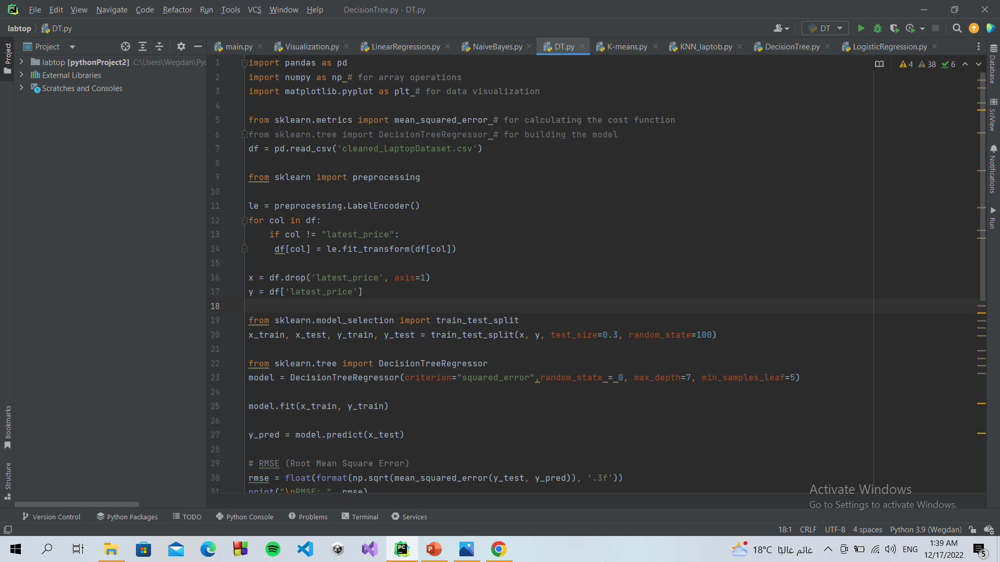 File Edit View Navigate Code Refactor Run Tools VCS Window Help DecisionTree.py - DT.py
labtop DT.py
DT
Project
main.py Visualization.py LinearRegression.py NaiveBayes.py DT.py K-means.py KNN_laptob.py DecisionTree.py LogisticRegression.py
labtop [pythonProject2] C:\Users\Wegdan\Pyc
External Libraries
Scratches and Consoles
4 38 6
1 import pandas as pd
2 import numpy as np # for array operations
3 import matplotlib.pyplot as plt # for data visualization
4
5 from sklearn.metrics import mean_squared_error # for calculating the cost function
6 from sklearn.tree import DecisionTreeRegressor # for building the model
7 df = pd.read_csv('cleaned_LaptopDataset.csv')
8
9 from sklearn import preprocessing
10
11 le = preprocessing.LabelEncoder()
12 for col in df:
13 if col != "latest_price":
14 df[col] = le.fit_transform(df[col])
15
16 x = df.drop('latest_price', axis=1)
17 y = df['latest_price']
18
19 from sklearn.model_selection import train_test_split
20 x_train, x_test, y_train, y_test = train_test_split(x, y, test_size=0.3, random_state=100)
21
22 from sklearn.tree import DecisionTreeRegressor
23 model = DecisionTreeRegressor(criterion="squared_error",random_state = 0, max_depth=7, min_samples_leaf=5)
24
25 model.fit(x_train, y_train)
26
27 y_pred = model.predict(x_test)
28
29 # RMSE (Root Mean Square Error)
30 rmse = float(format(np.sqrt(mean_squared_error(y_test, y_pred)), '.3f'))
31 print("\nRMSE: ", rmse)
Project
Bookmarks
Structure
Database
SciView
Notifications
Run
Activate Windows
Go to Settings to activate Windows.
Version Control Python Packages TODO Python Console Problems Terminal Services
18:1 CRLF UTF-8 4 spaces Python 3.9 (Wegdan)
18°C غائم غالبًا ENG
1:39 AM
12/17/2022
5